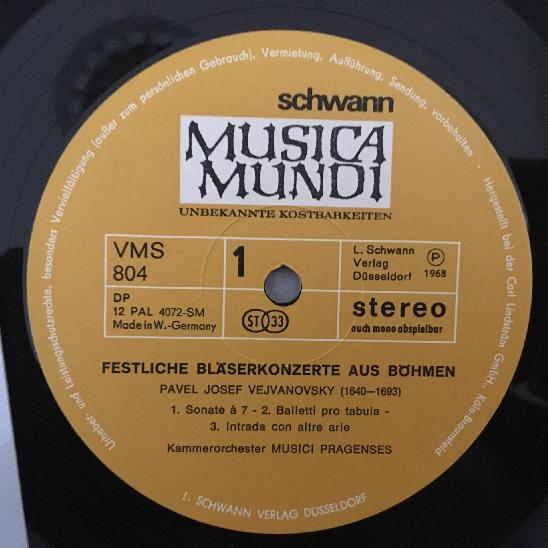 Urheber- und Leistungsschutzrechte, besonders Vervielfältigung (außer zum persönlichen Gebrauch), Vermietung, Aufführung, Sendung, vorbehalten · Hergestellt bei der Carl Lindström GmbH., Köln-Braunsfeld
schwann
MUSICA
MUNDI
UNBEKANNTE KOSTBARKEITEN
VMS
804
1
L. Schwann
Verlag
Düsseldorf
P
1968
DP
12 PAL 4072-SM
Made in W.-Germany
ST 33
stereo
auch mono abspielbar
FESTLICHE BLÄSERKONZERTE AUS BÖHMEN
PAVEL JOSEF VEJVANOVSKY (1640—1693)
1. Sonate à 7 - 2. Balletti pro tabula -
3. Intrada con altre arie
Kammerorchester MUSICI PRAGENSES
L. SCHWANN VERLAG DÜSSELDORF